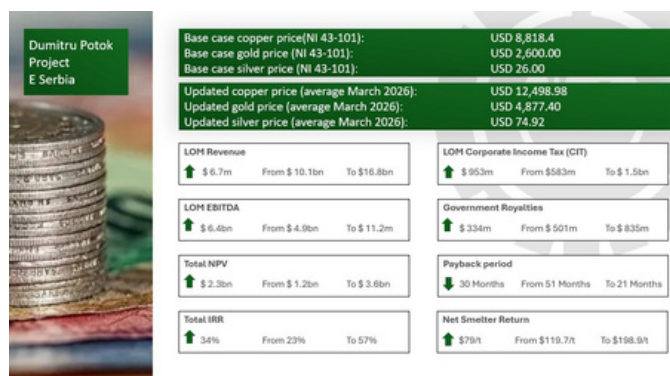 Dumitru Potok
Project
E Serbia
Base case copper price(NI 43-101): USD 8,818.4
Base case gold price (NI 43-101): USD 2,600.00
Base case silver price (NI 43-101): USD 26.00
Updated copper price (average March 2026): USD 12,498.98
Updated gold price (average March 2026): USD 4,877.40
Updated silver price (average March 2026): USD 74.92
LOM Revenue
$ 6.7m From $ 10.1bn To $16.8bn
LOM Corporate Income Tax (CIT)
$ 953m From $583m To $ 1.5bn
LOM EBITDA
$ 6.4bn From $ 4.9bn To $ 11.2m
Government Royalties
$ 334m From $ 501m To $ 835m
Total NPV
$ 2.3bn From $ 1.2bn To $ 3.6bn
Payback period
30 Months From 51 Months To 21 Months
Total IRR
34% From 23% To 57%
Net Smelter Return
$79/t From $119.7/t To $198.9/t